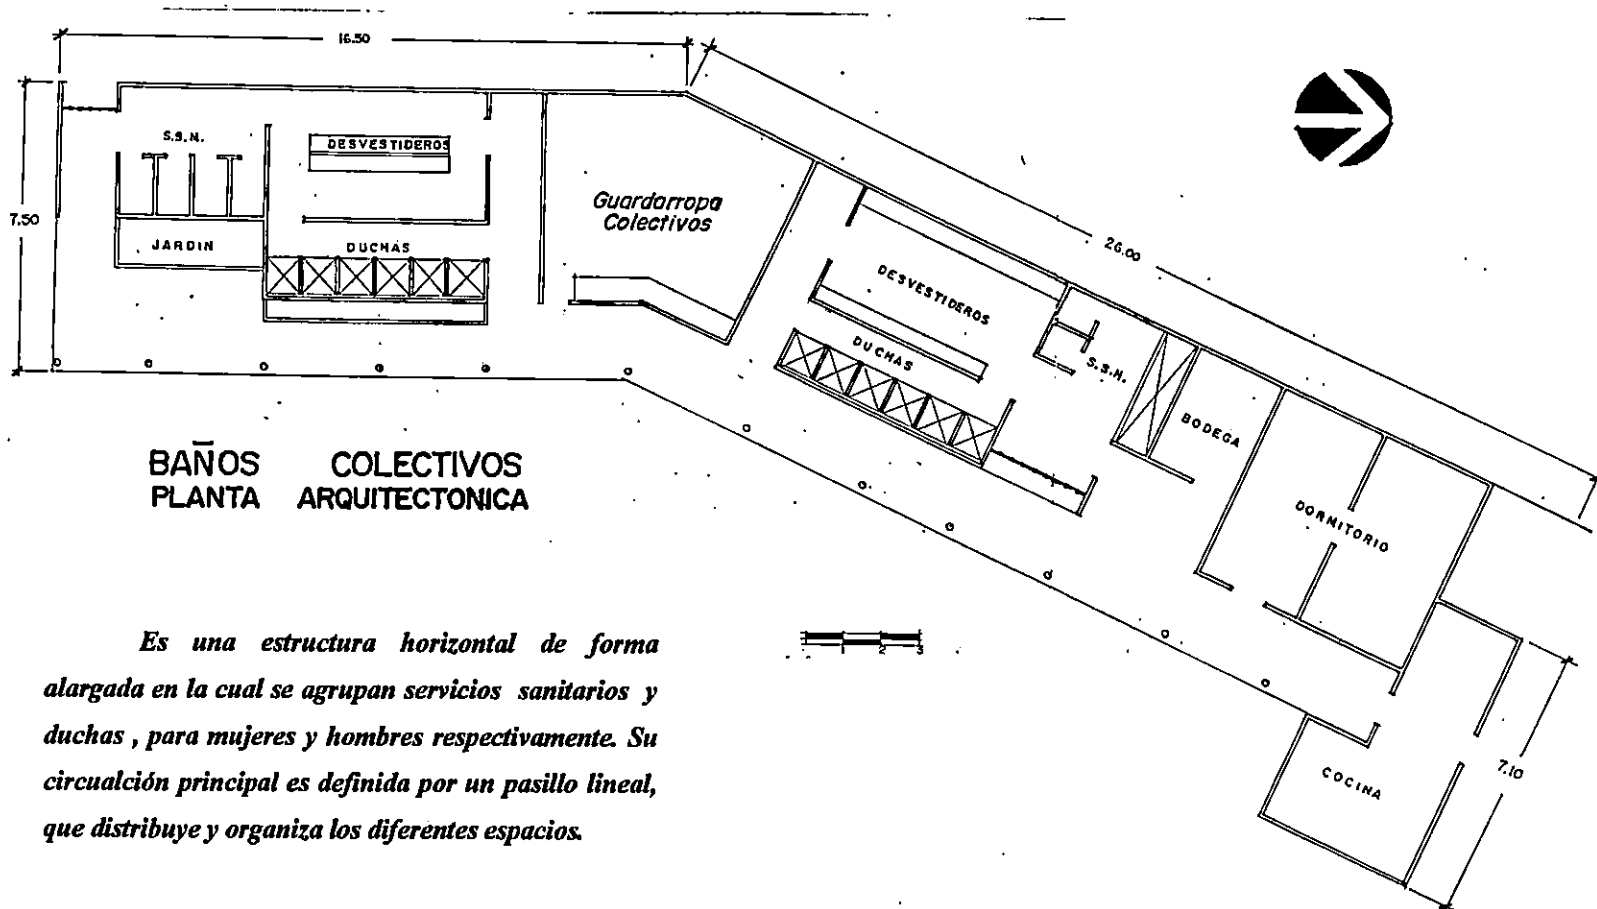 16.50
26.00
7.50
S.S.H.
DESVESTIDEROS
JARDIN
DUCHAS
Guardarropa
Colectivos
DESVESTIDEROS
DUCHAS
S.S.H.
BODEGA
DORMITORIO
COCINA
7.10
BAÑOS COLECTIVOS
PLANTA ARQUITECTONICA
1 2 3
Es una estructura horizontal de forma
alargada en la cual se agrupan servicios sanitarios y
duchas , para mujeres y hombres respectivamente. Su
circualción principal es definida por un pasillo lineal,
que distribuye y organiza los diferentes espacios.